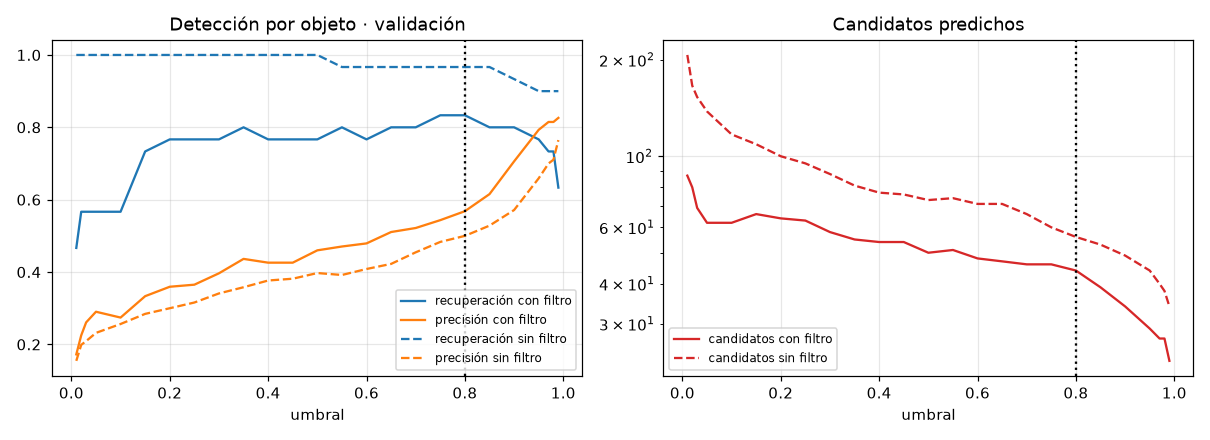 Detección por objeto · validación
1.0
0.8
0.6
0.4
0.2
recuperación con filtro
precisión con filtro
recuperación sin filtro
precisión sin filtro
0.0 0.2 0.4 0.6 0.8 1.0
umbral
Candidatos predichos
2 × 10²
10²
6 × 10¹
4 × 10¹
3 × 10¹
candidatos con filtro
candidatos sin filtro
0.0 0.2 0.4 0.6 0.8 1.0
umbral